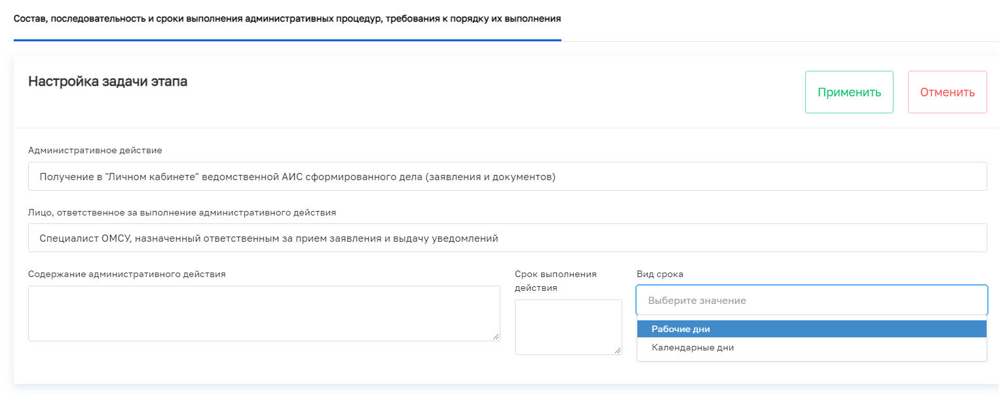 Состав, последовательность и сроки выполнения административных процедур, требования к порядку их выполнения
Настройка задачи этапа
Применить
Отменить
Административное действие
Получение в "Личном кабинете" ведомственной АИС сформированного дела (заявления и документов)
Лицо, ответственное за выполнение административного действия
Специалист ОМСУ, назначенный ответственным за прием заявления и выдачу уведомлений
Содержание административного действия
Срок выполнения
действия
Вид срока
Выберите значение
Рабочие дни
Календарные дни